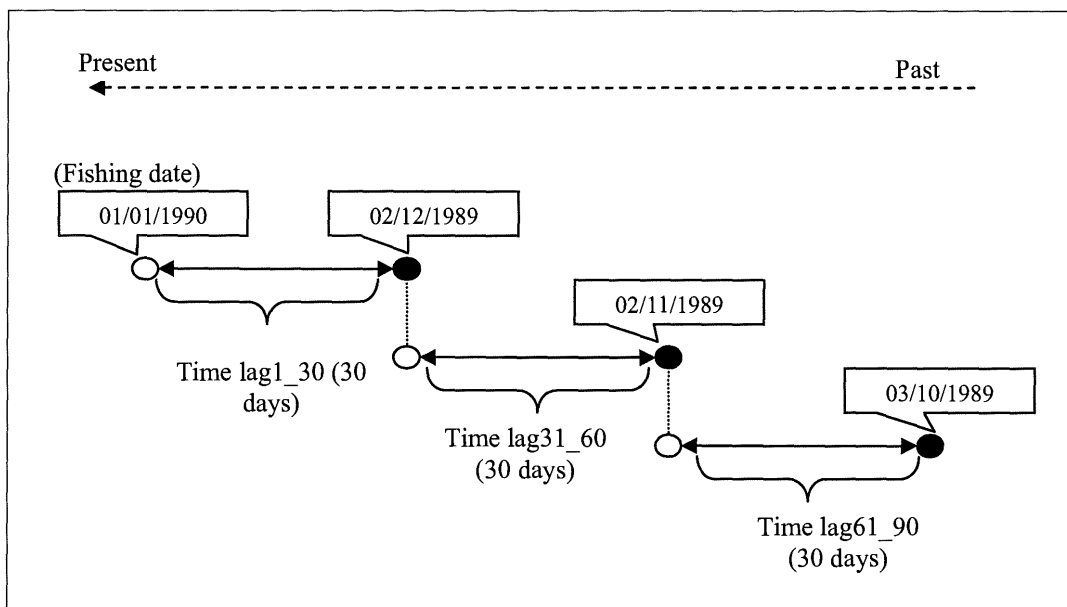 Present
Past
(Fishing date)
01/01/1990
02/12/1989
02/11/1989
03/10/1989
Time lag1_30 (30
days)
Time lag31_60
(30 days)
Time lag61_90
(30 days)